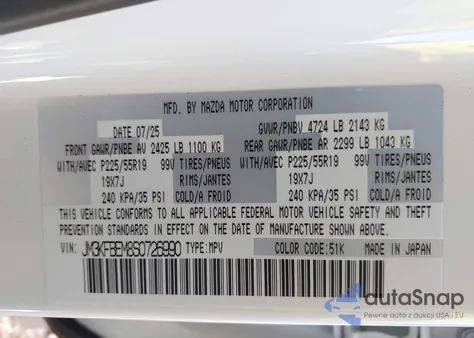 MFD. BY MAZDA MOTOR CORPORATION
DATE 07/25 GVWR/PNBV 4724 LB 2143 KG
FRONT GAWR/PNBE AV 2425 LB 1100 KG REAR GAWR/PNBE AR 2299 LB 1043 KG
WITH/AVEC P225/55R19 99V TIRES/PNEUS WITH/AVEC P225/55R19 99V TIRES/PNEUS
19X7J RIMS/JANTES 19X7J RIMS/JANTES
240 KPA/35 PSI COLD/A FROID 240 KPA/35 PSI COLD/A FROID
THIS VEHICLE CONFORMS TO ALL APPLICABLE FEDERAL MOTOR VEHICLE SAFETY AND THEFT
PREVENTION STANDARDS IN EFFECT ON THE DATE OF MANUFACTURE SHOWN ABOVE.
VIN: JM3KFBEM8S0726990 TYPE:MPV COLOR CODE:51K MADE IN JAPAN
autoSnap
Pewne auta z USA i EU